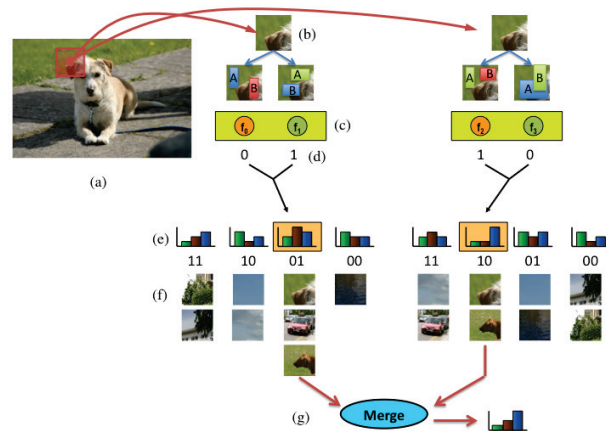 (a)
(b)
A B A B
A B B A
(c)
f₀ f₁ f₂ f₃
(d)
0 1 1 0
(e)
11 10 01 00 11 10 01 00
(f)
(g)
Merge